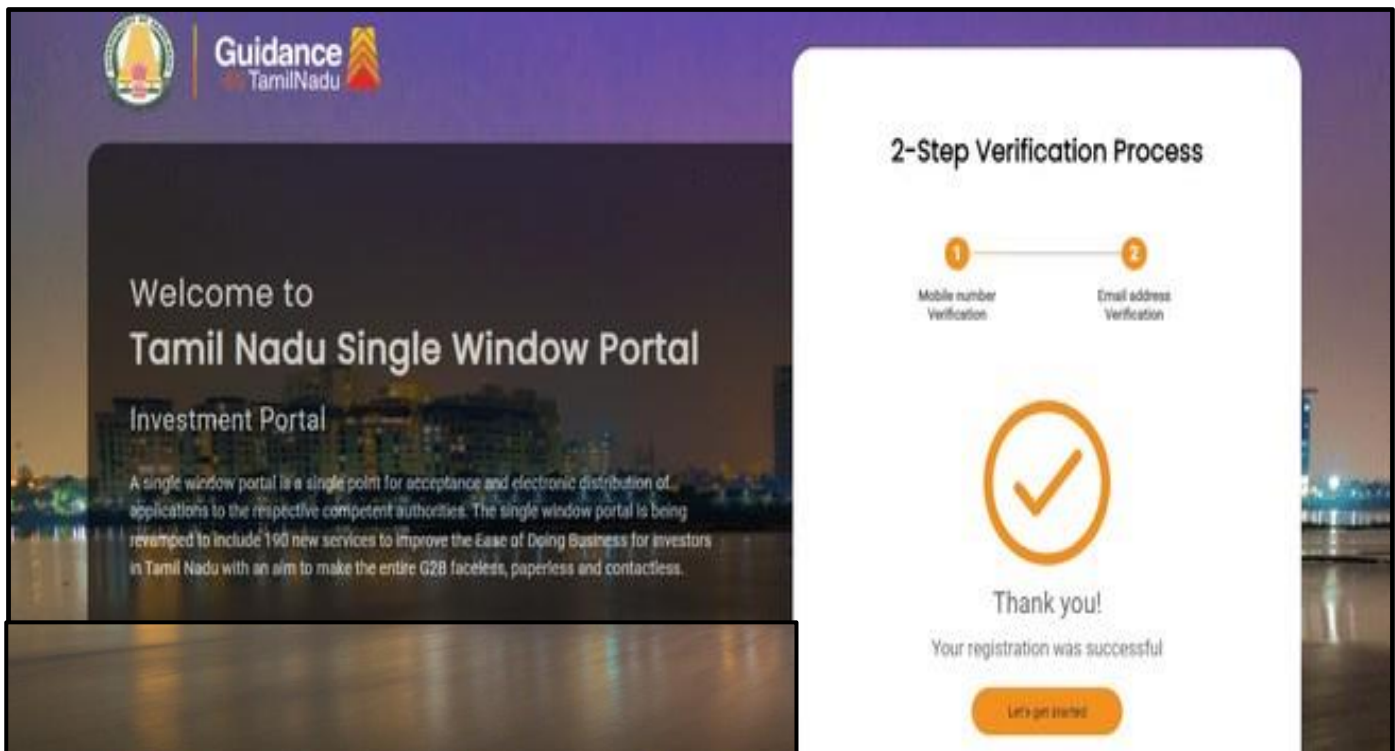 Guidance
TamilNadu
Welcome to
Tamil Nadu Single Window Portal
Investment Portal
A single window portal is a single point for acceptance and electronic distribution of
applications to the respective competent authorities. The single window portal is being
revamped to include 190 new services to improve the Ease of Doing Business for investors
in Tamil Nadu with an aim to make the entire G2B faceless, paperless and contactless.
2-Step Verification Process
1
2
Mobile number
Verification
Email address
Verification
Thank you!
Your registration was successful
Let's get started